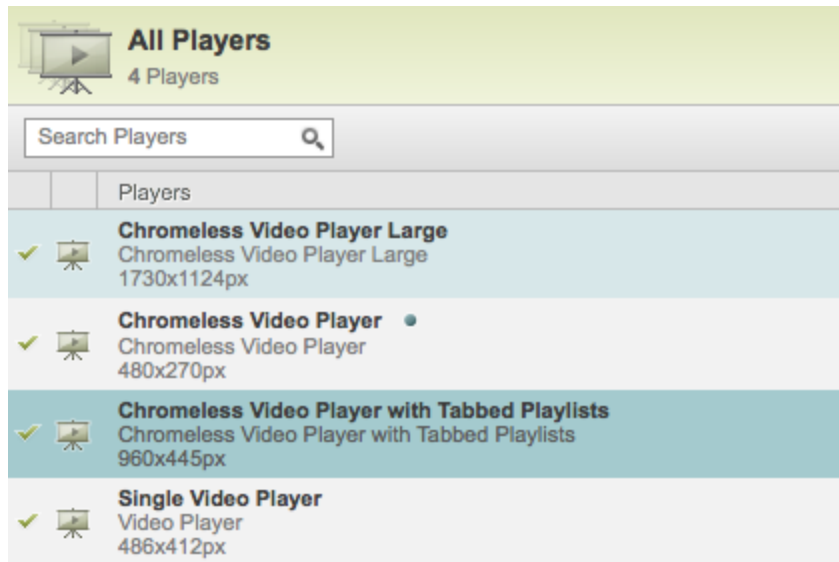 All Players
4 Players
Search Players
Players
Chromeless Video Player Large
Chromeless Video Player Large
1730x1124px
Chromeless Video Player
Chromeless Video Player
480x270px
Chromeless Video Player with Tabbed Playlists
Chromeless Video Player with Tabbed Playlists
960x445px
Single Video Player
Video Player
486x412px